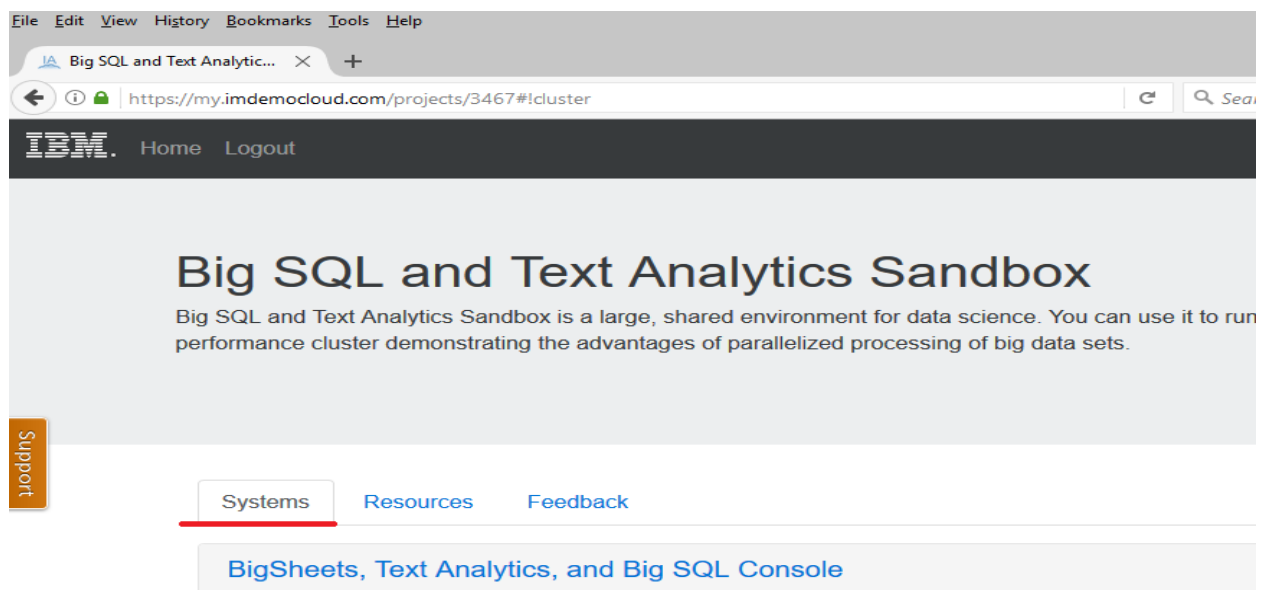 File Edit View History Bookmarks Tools Help
IA Big SQL and Text Analytic...
https://my.imdemocloud.com/projects/3467#!cluster
Sear
IBM. Home Logout
Big SQL and Text Analytics Sandbox
Big SQL and Text Analytics Sandbox is a large, shared environment for data science. You can use it to run
performance cluster demonstrating the advantages of parallelized processing of big data sets.
Support
Systems Resources Feedback
BigSheets, Text Analytics, and Big SQL Console